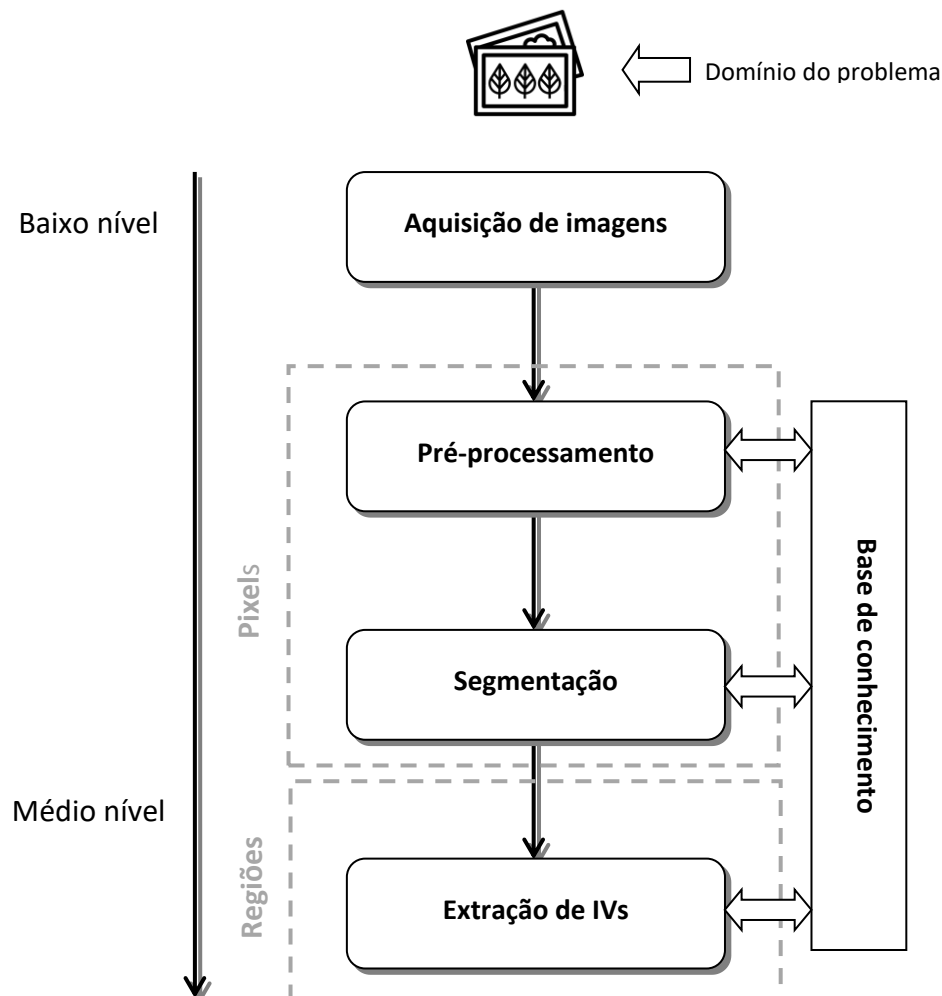 Domínio do problema
Baixo nível
Aquisição de imagens
Pré-processamento
Pixels
Base de conhecimento
Segmentação
Médio nível
Regiões
Extração de IVs